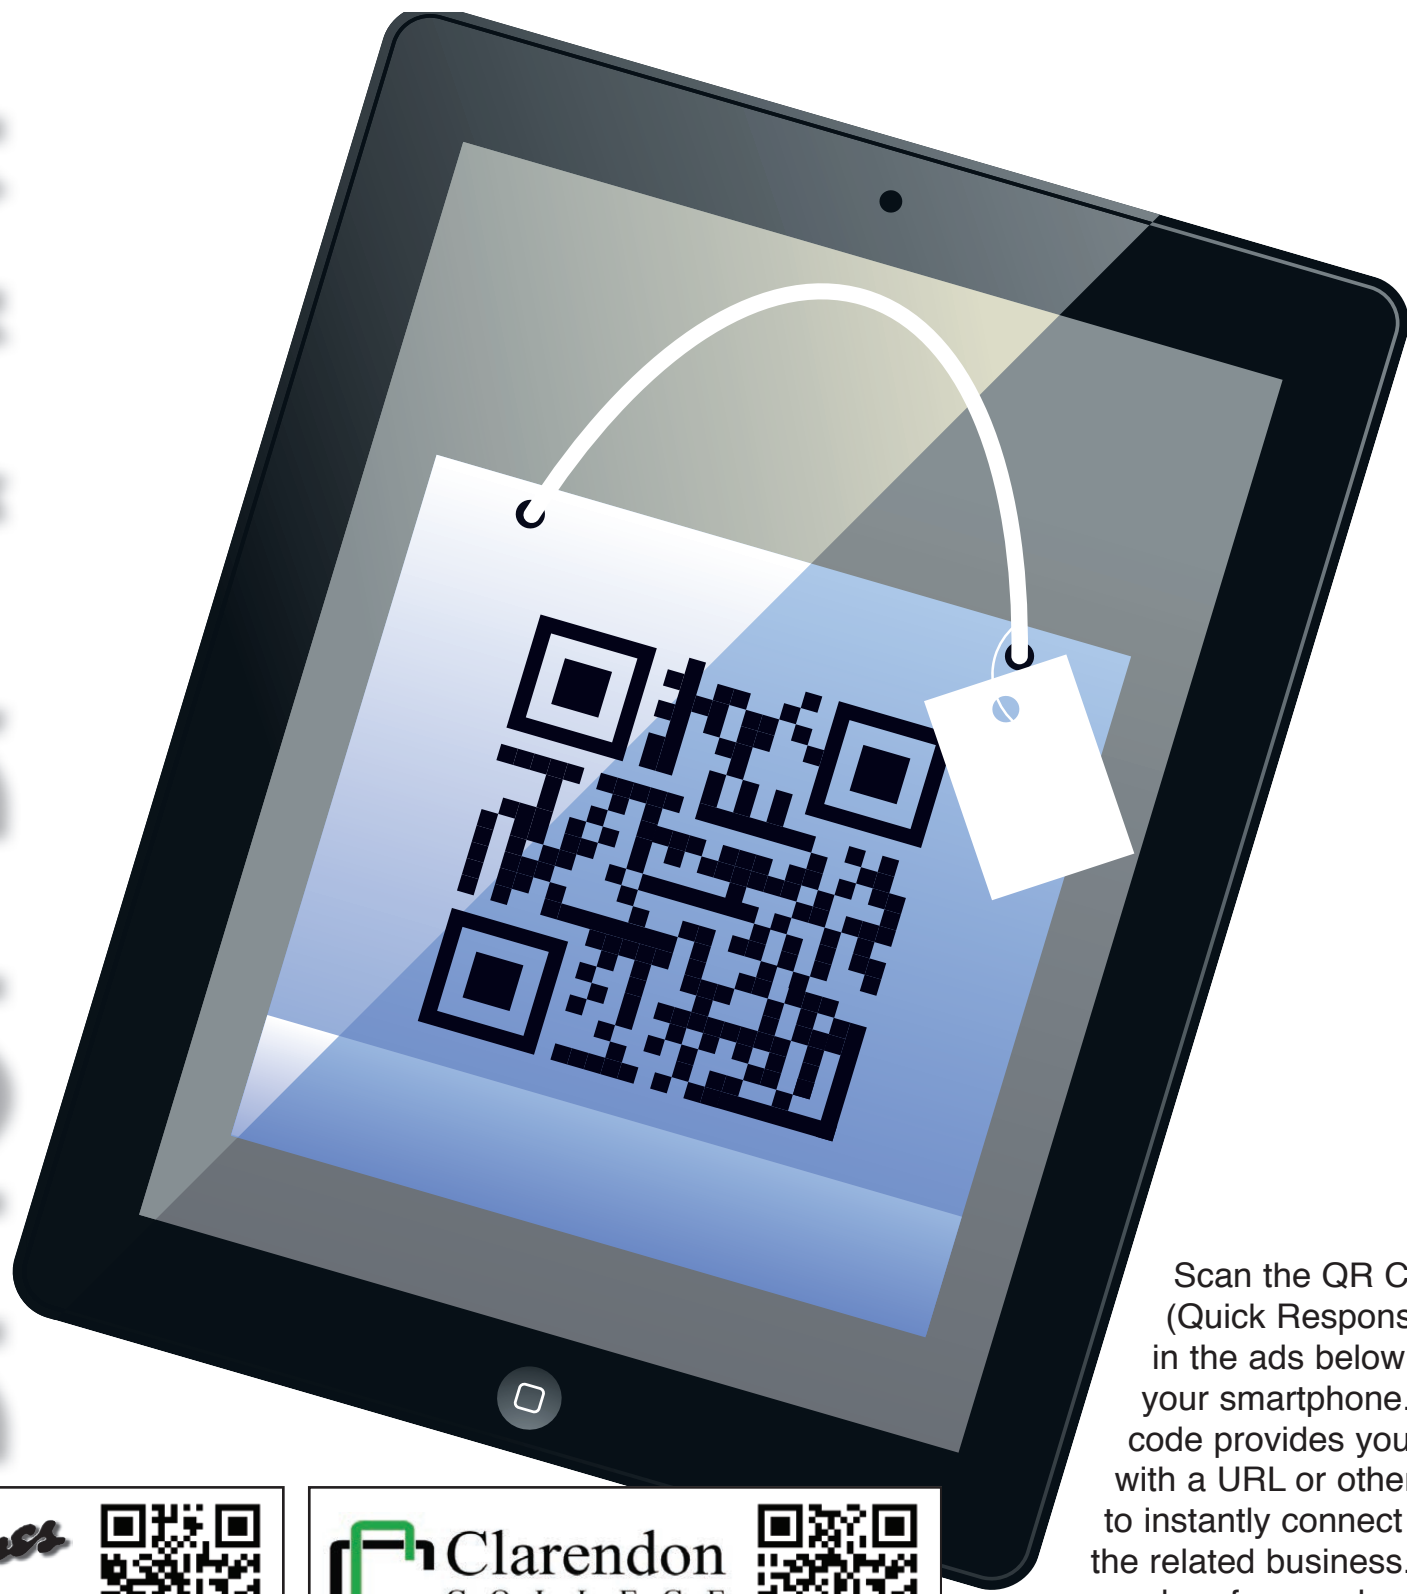 Scan the QR C
(Quick Respons
in the ads below
your smartphone.
code provides you
with a URL or other
to instantly connect
the related business.
Clarendon
COLLEGE